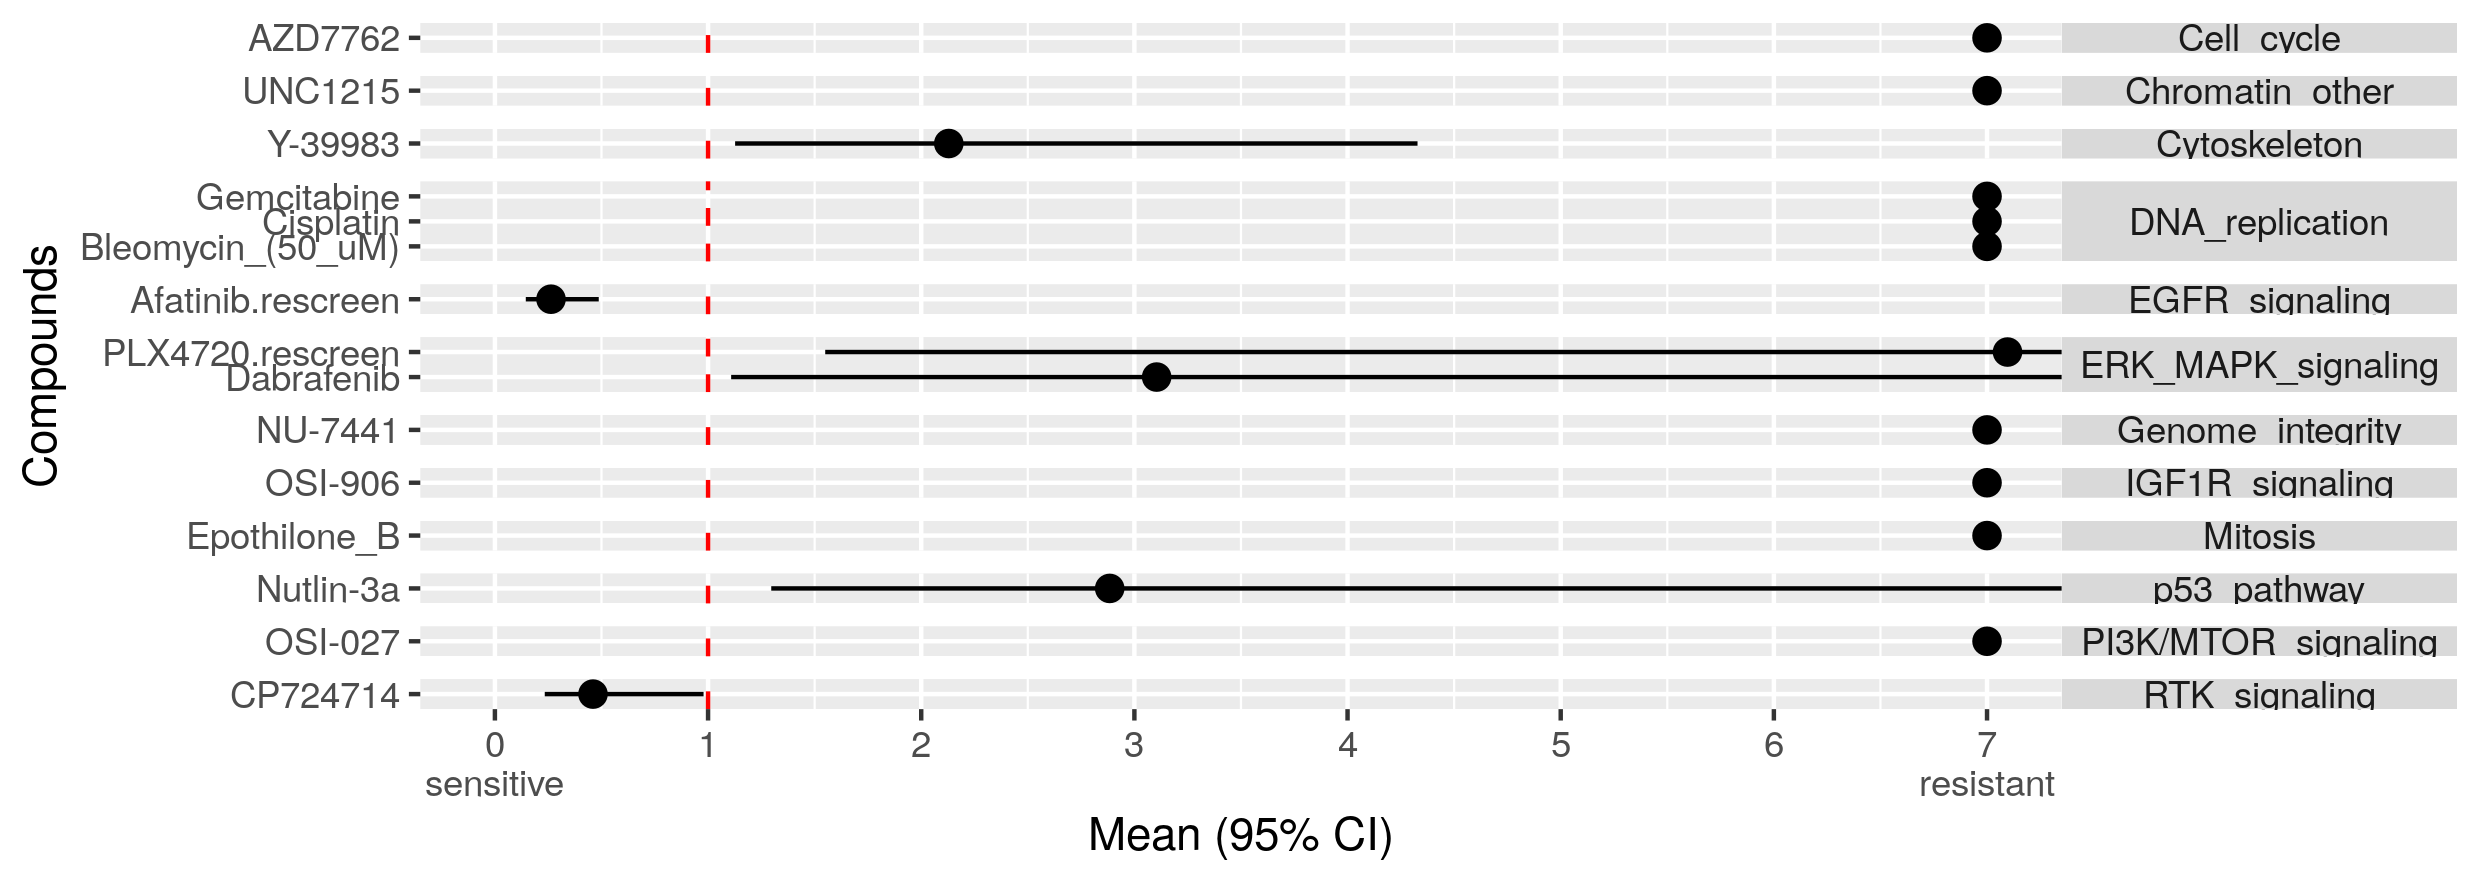 AZD7762 Cell_cycle
UNC1215 Chromatin_other
Y-39983 Cytoskeleton
Gemcitabine
Cisplatin DNA_replication
Bleomycin_(50_uM)
Afatinib.rescreen EGFR_signaling
PLX4720.rescreen
ERK_MAPK_signaling
Dabrafenib
NU-7441 Genome_integrity
OSI-906 IGF1R_signaling
Epothilone_B Mitosis
Nutlin-3a p53_pathway
OSI-027 PI3K/MTOR_signaling
CP724714 RTK_signaling
Compounds
0 1 2 3 4 5 6 7
sensitive resistant
Mean (95% CI)